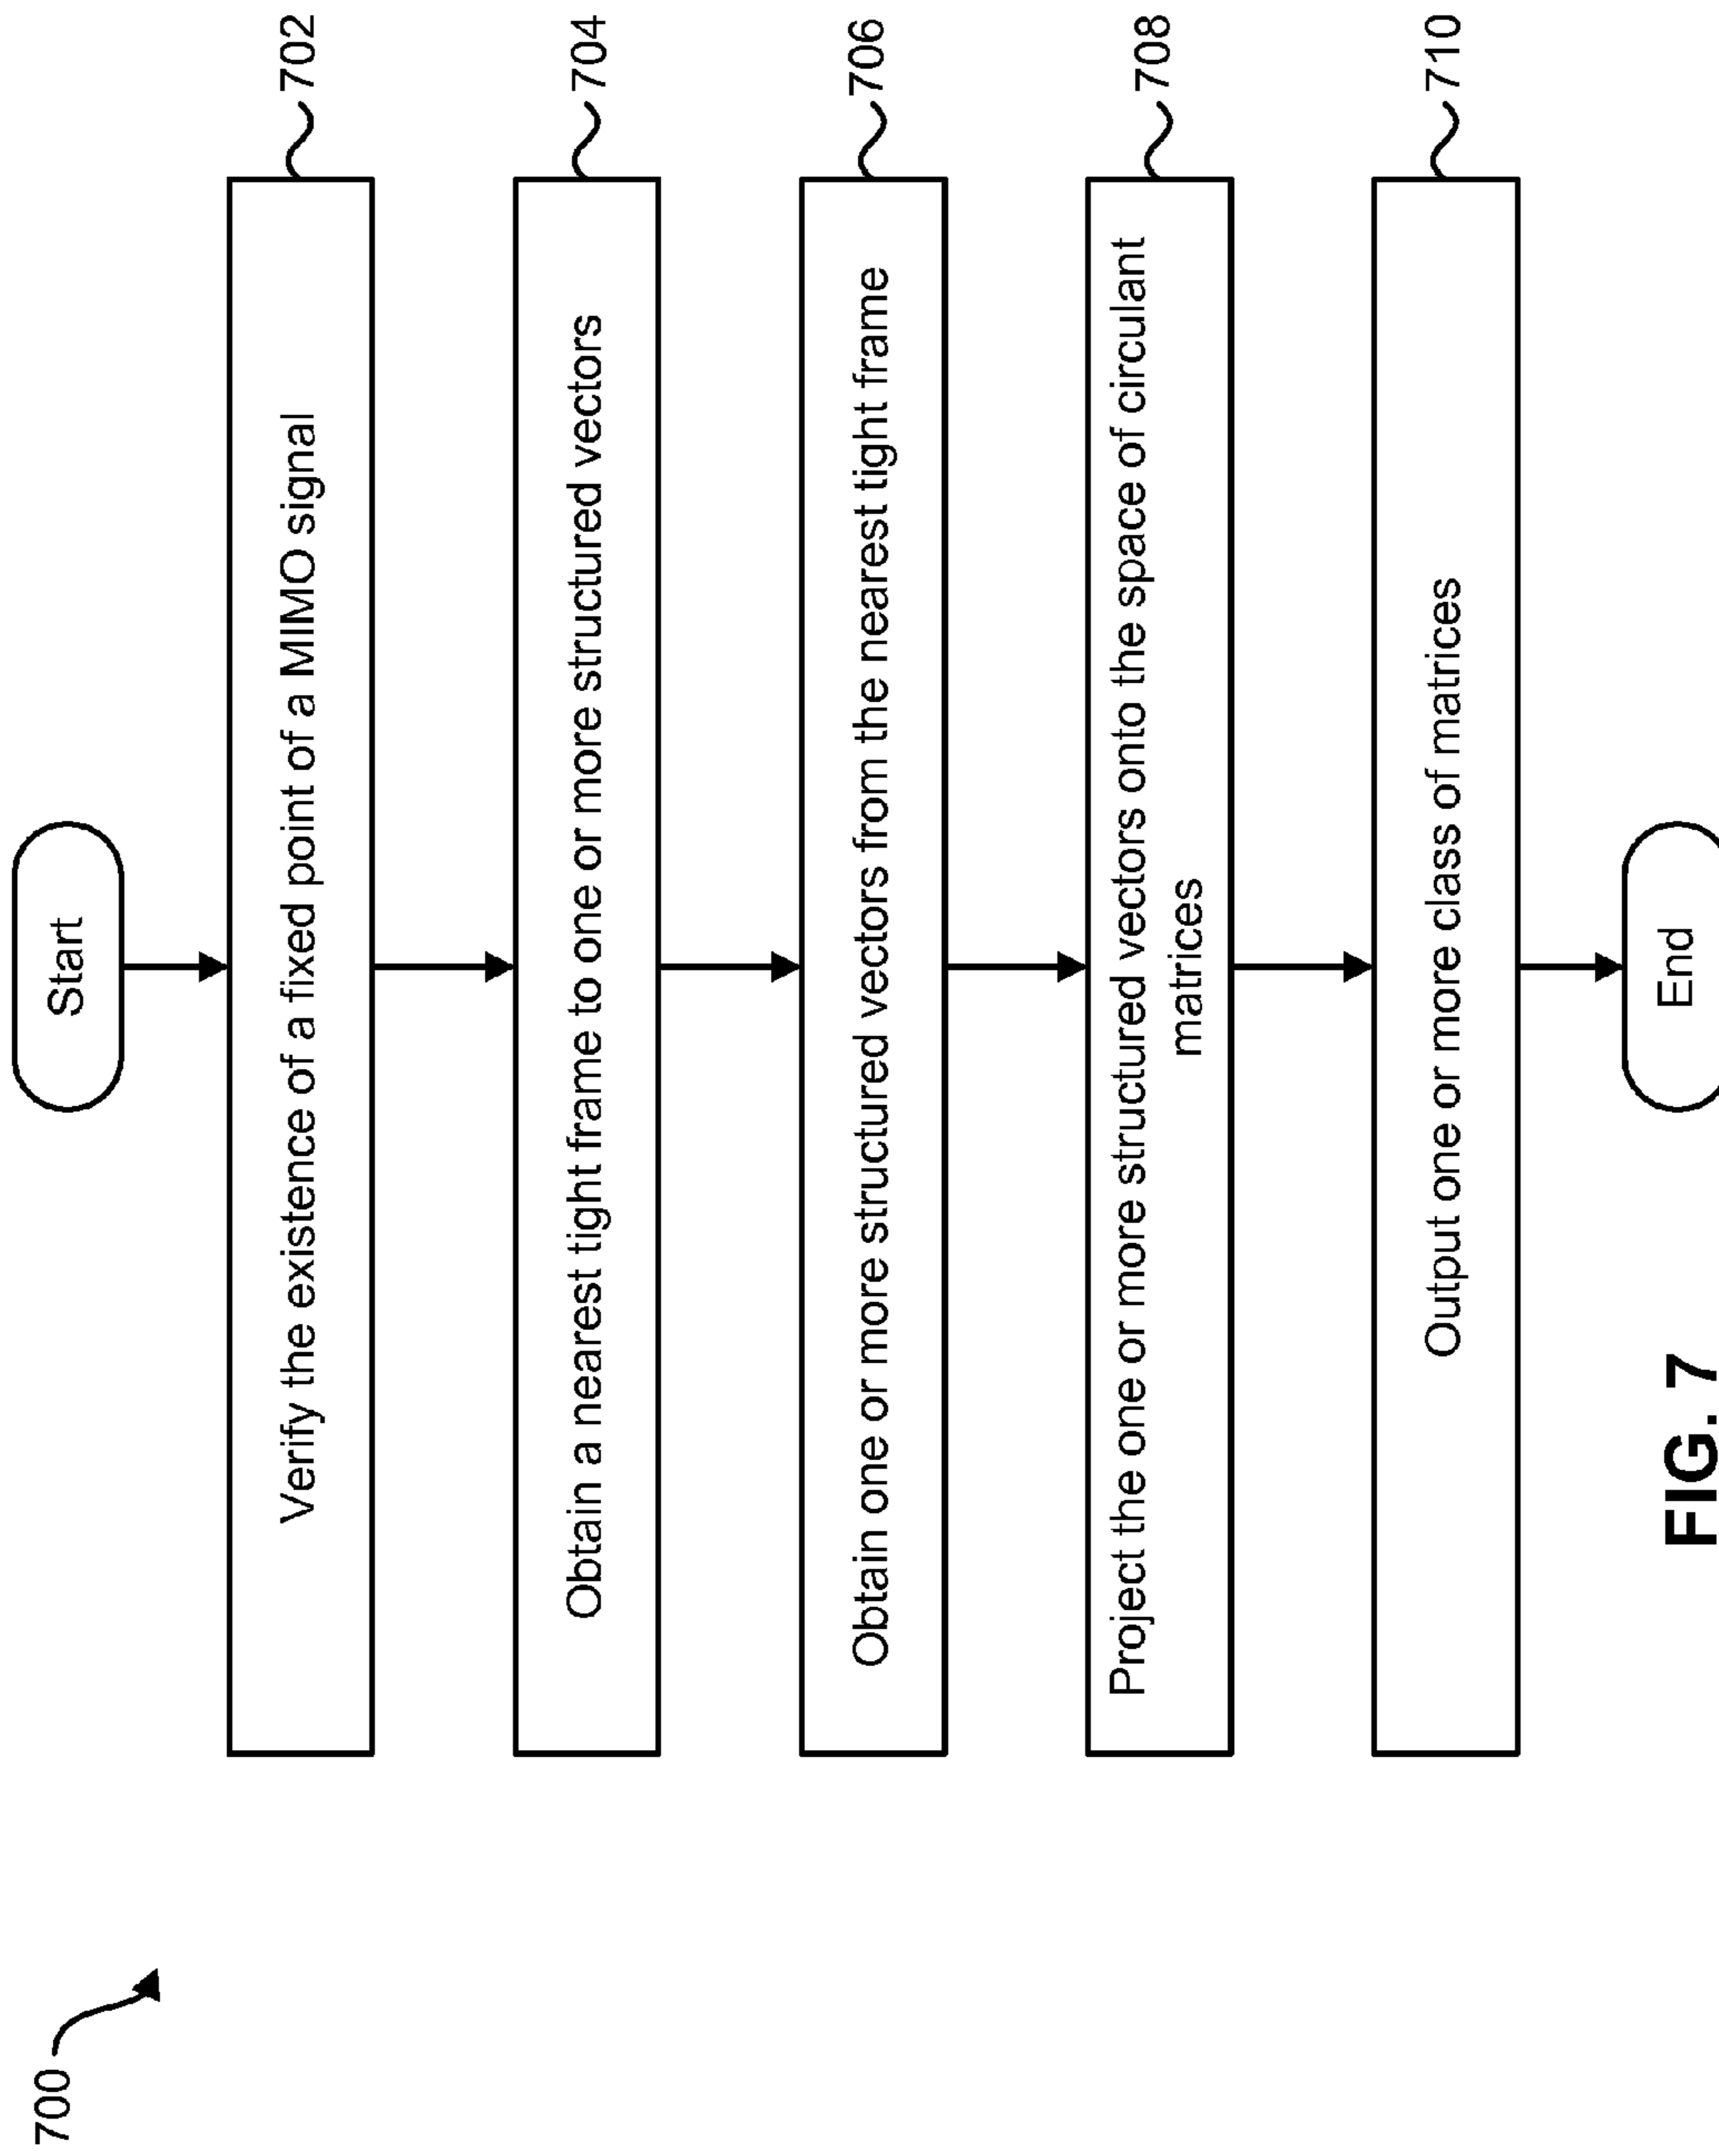 700
Start
Verify the existence of a fixed point of a MIMO signal
702
Obtain a nearest tight frame to one or more structured vectors
704
Obtain one or more structured vectors from the nearest tight frame
706
Project the one or more structured vectors onto the space of circulant
matrices
708
Output one or more class of matrices
710
End
FIG. 7